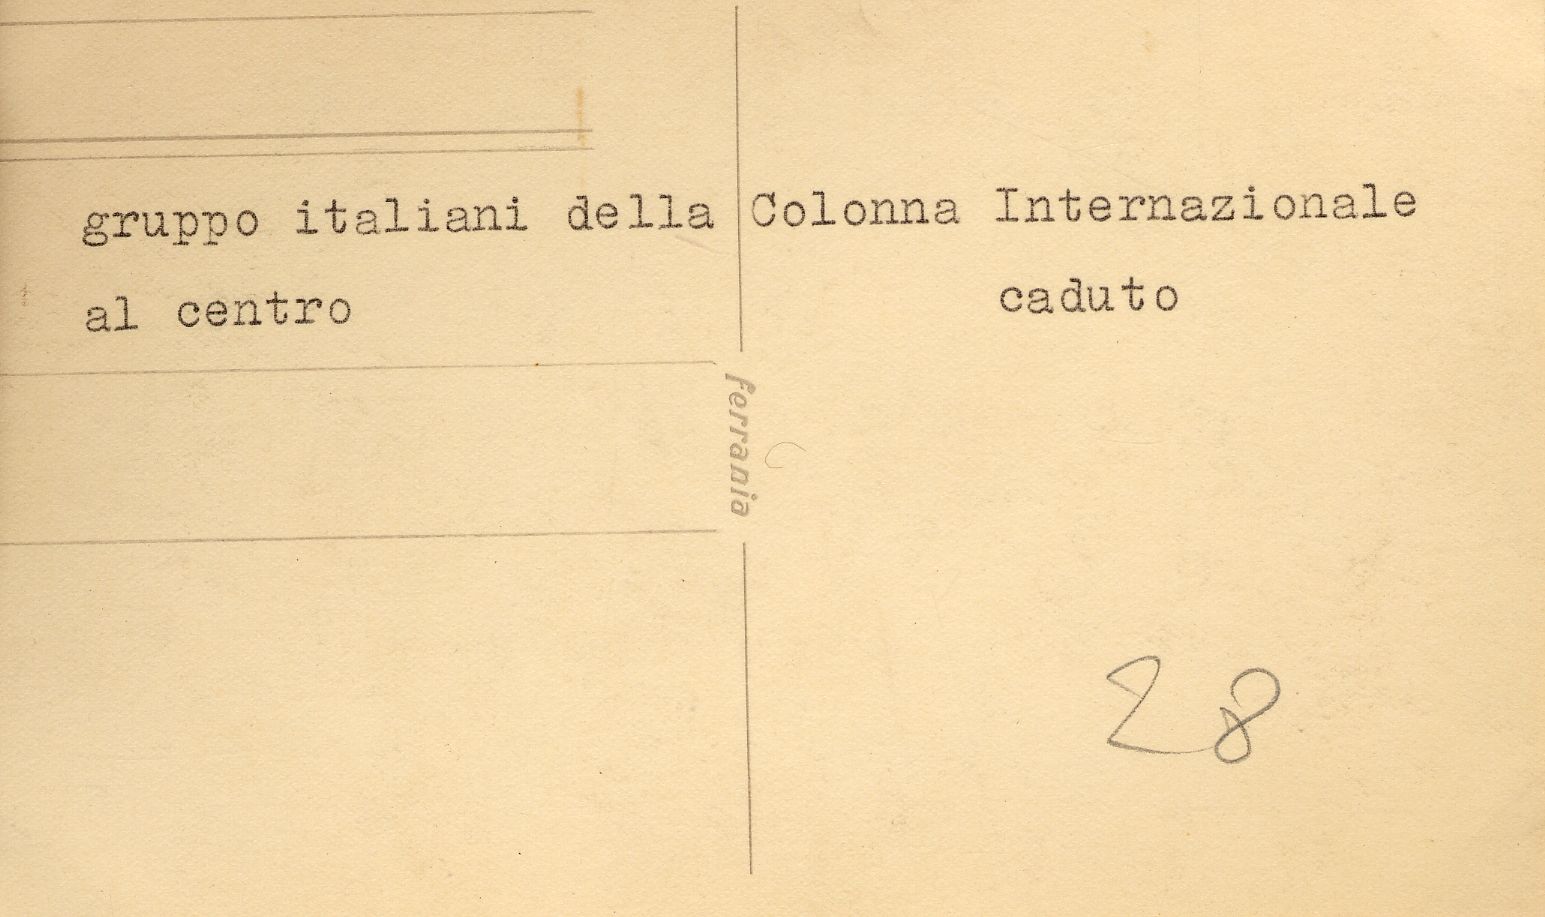 gruppo italiani della Colonna Internazionale
al centro caduto
ferrania
28